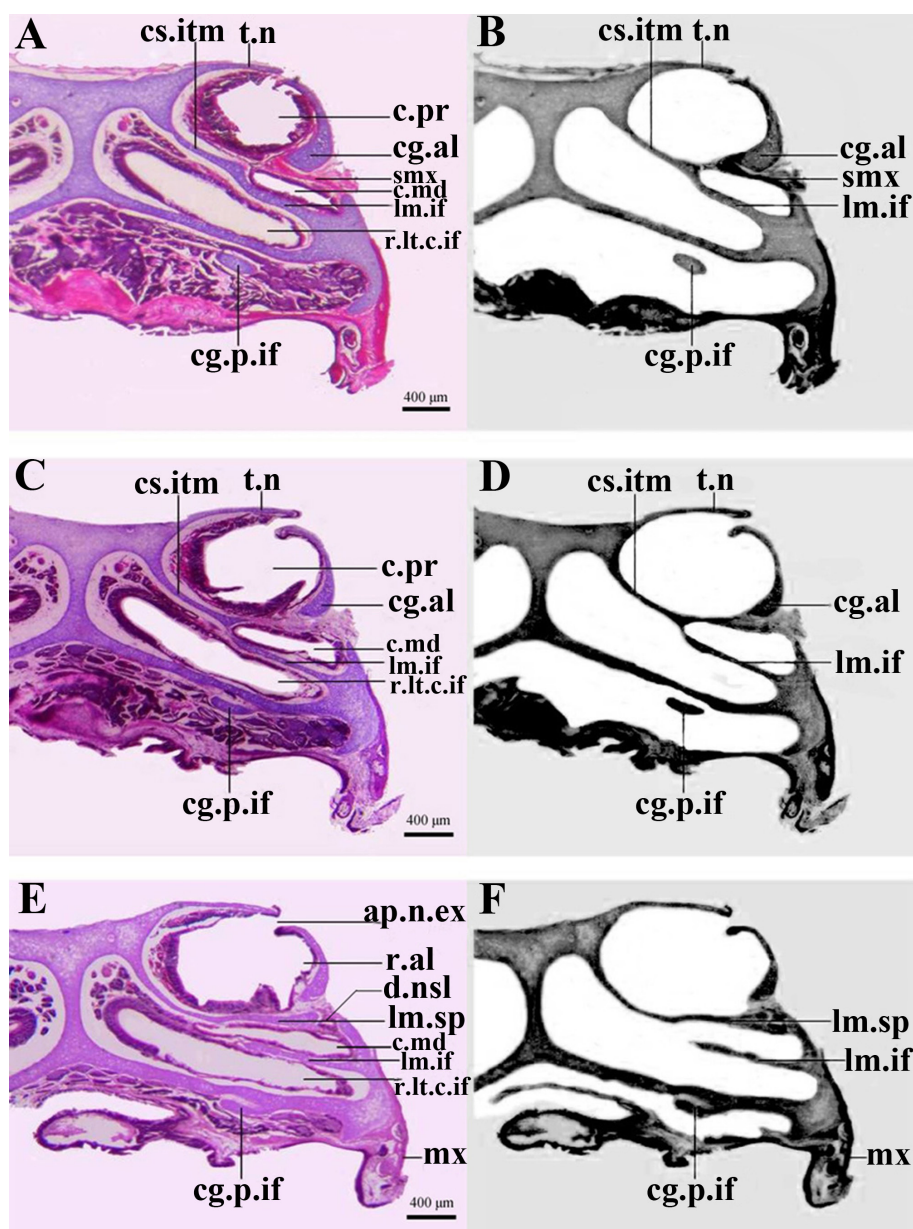 A
cs.itm t.n
c.pr
cg.al
smx
c.md
lm.if
r.lt.c.if
cg.p.if
400 µm
B
cs.itm t.n
cg.al
smx
lm.if
cg.p.if
C
cs.itm t.n
c.pr
cg.al
c.md
lm.if
r.lt.c.if
cg.p.if
400 µm
D
cs.itm t.n
cg.al
lm.if
cg.p.if
E
ap.n.ex
r.al
d.nsl
lm.sp
c.md
lm.if
r.lt.c.if
mx
cg.p.if
400 µm
F
lm.sp
lm.if
mx
cg.p.if